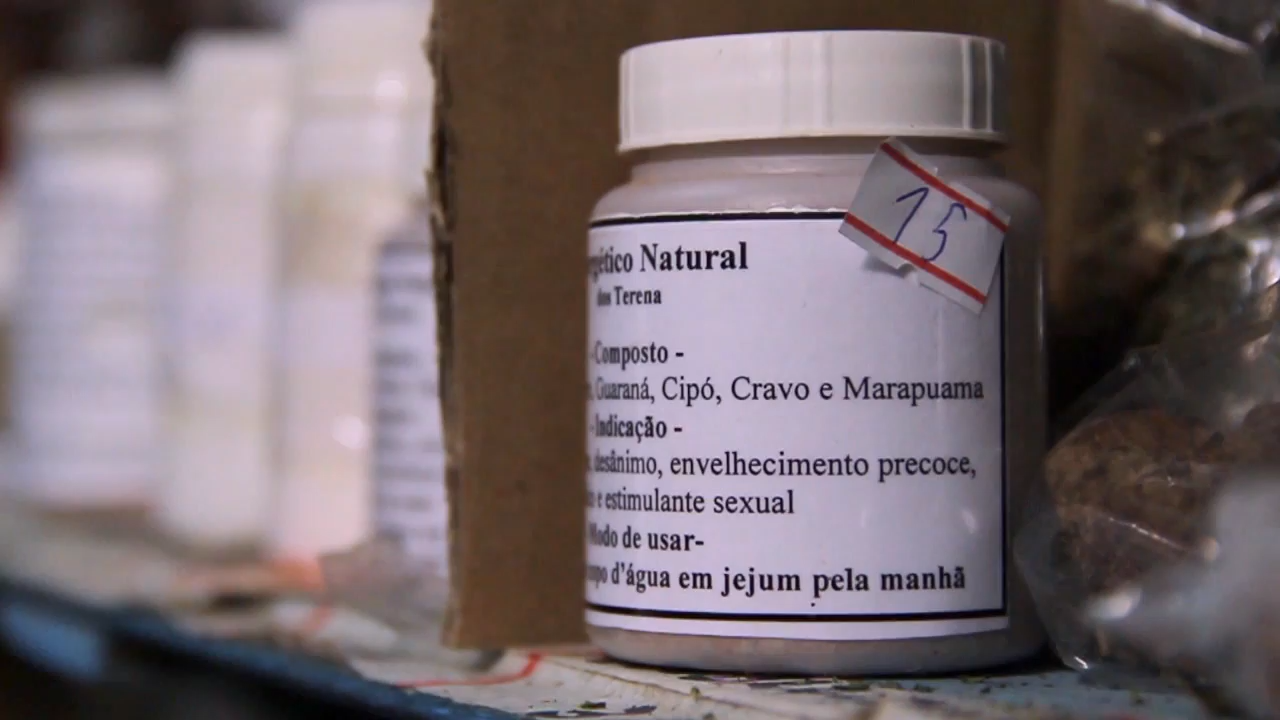 15
gético Natural
dos Terena
-Composto -
Guaraná, Cipó, Cravo e Marapuama
-Indicação -
desânimo, envelhecimento precoce,
e estimulante sexual
Modo de usar-
d'água em jejum pela manhã